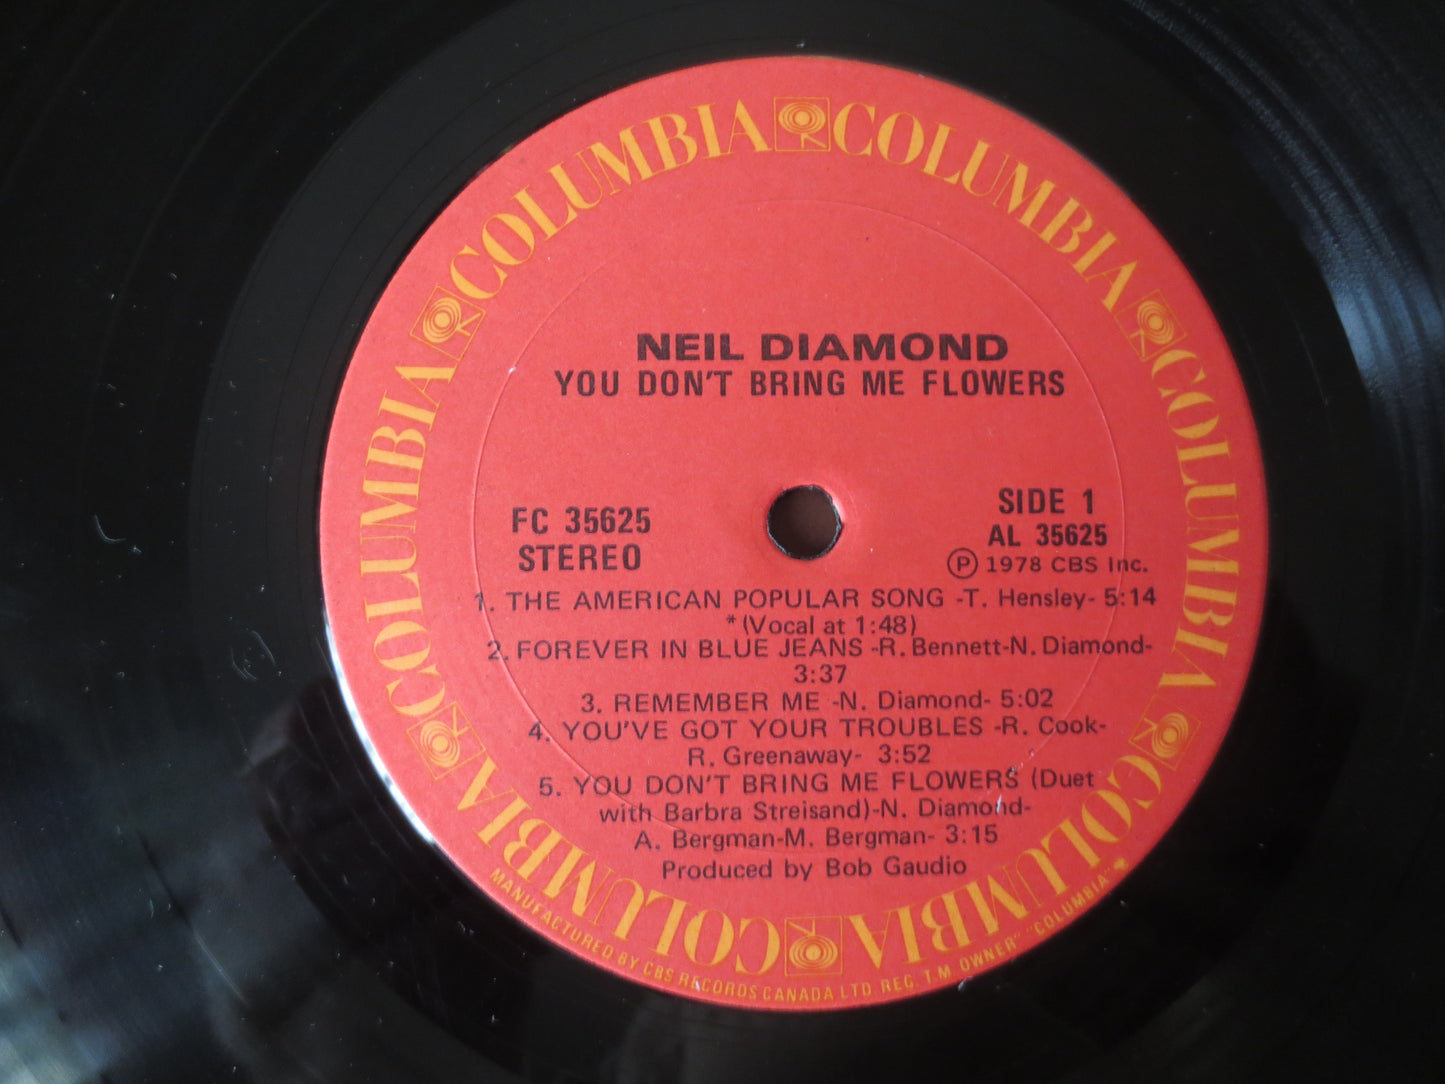 COLUMBIA COLUMBIA COLUMBIA COLUMBIA COLUMBIA COLUMBIA COLUMBIA COLUMBIA
NEIL DIAMOND
YOU DON'T BRING ME FLOWERS
FC 35625
STEREO
SIDE 1
AL 35625
Ⓟ 1978 CBS Inc.
1. THE AMERICAN POPULAR SONG -T. Hensley- 5:14
*(Vocal at 1:48)
2. FOREVER IN BLUE JEANS -R. Bennett-N. Diamond-
3:37
3. REMEMBER ME -N. Diamond- 5:02
4. YOU'VE GOT YOUR TROUBLES -R. Cook-
R. Greenaway- 3:52
5. YOU DON'T BRING ME FLOWERS (Duet
with Barbra Streisand)-N. Diamond-
A. Bergman-M. Bergman- 3:15
Produced by Bob Gaudio
MANUFACTURED BY CBS RECORDS CANADA LTD. REG. T.M. OWNER" "COLUMBIA"